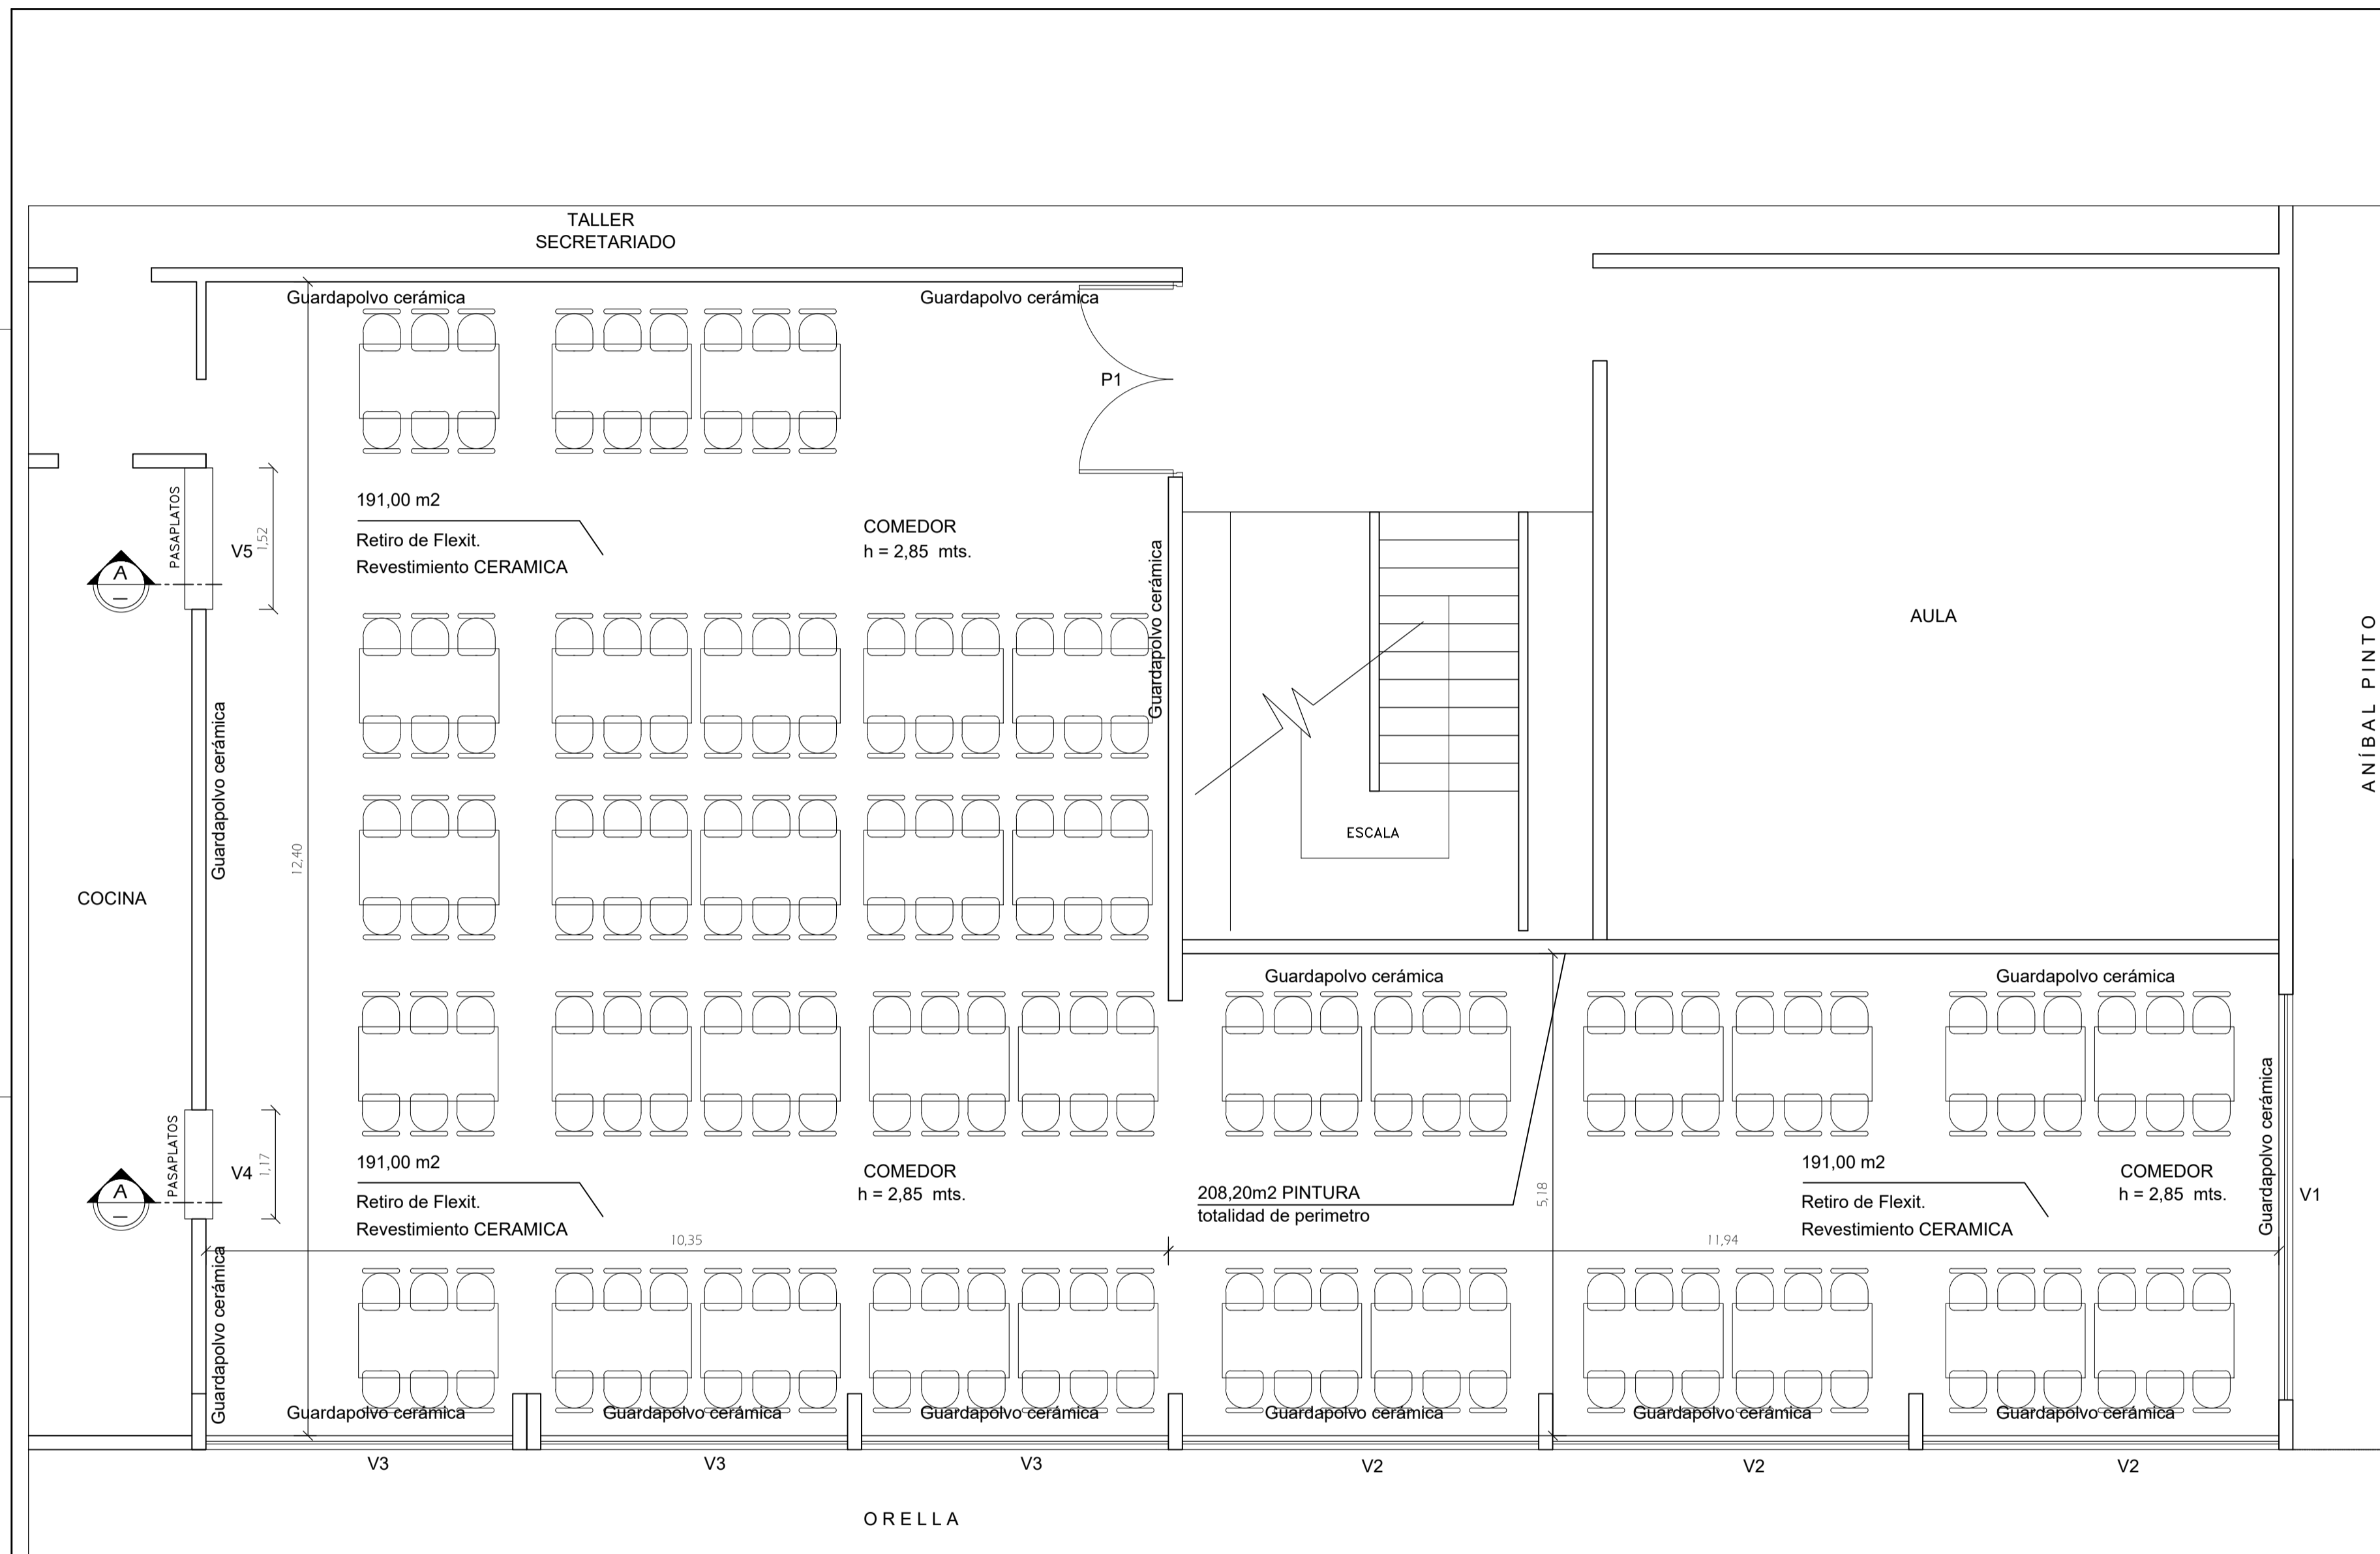 TALLER
SECRETARIADO
Guardapolvo cerámica
Guardapolvo cerámica
P1
191,00 m2
Retiro de Flexit.
Revestimiento CERAMICA
COMEDOR
h = 2,85 mts.
PASAPLATOS
V5
1,52
A
Guardapolvo cerámica
Guardapolvo cerámica
AULA
ANÍBAL PINTO
ESCALA
12,40
COCINA
Guardapolvo cerámica
Guardapolvo cerámica
PASAPLATOS
V4
1,17
A
191,00 m2
Retiro de Flexit.
Revestimiento CERAMICA
COMEDOR
h = 2,85 mts.
208,20m2 PINTURA
totalidad de perimetro
5,18
191,00 m2
Retiro de Flexit.
Revestimiento CERAMICA
COMEDOR
h = 2,85 mts.
Guardapolvo cerámica
V1
10,35
11,94
Guardapolvo cerámica
Guardapolvo cerámica
Guardapolvo cerámica
Guardapolvo cerámica
Guardapolvo cerámica
Guardapolvo cerámica
Guardapolvo cerámica
V3
V3
V3
V2
V2
V2
ORELLA